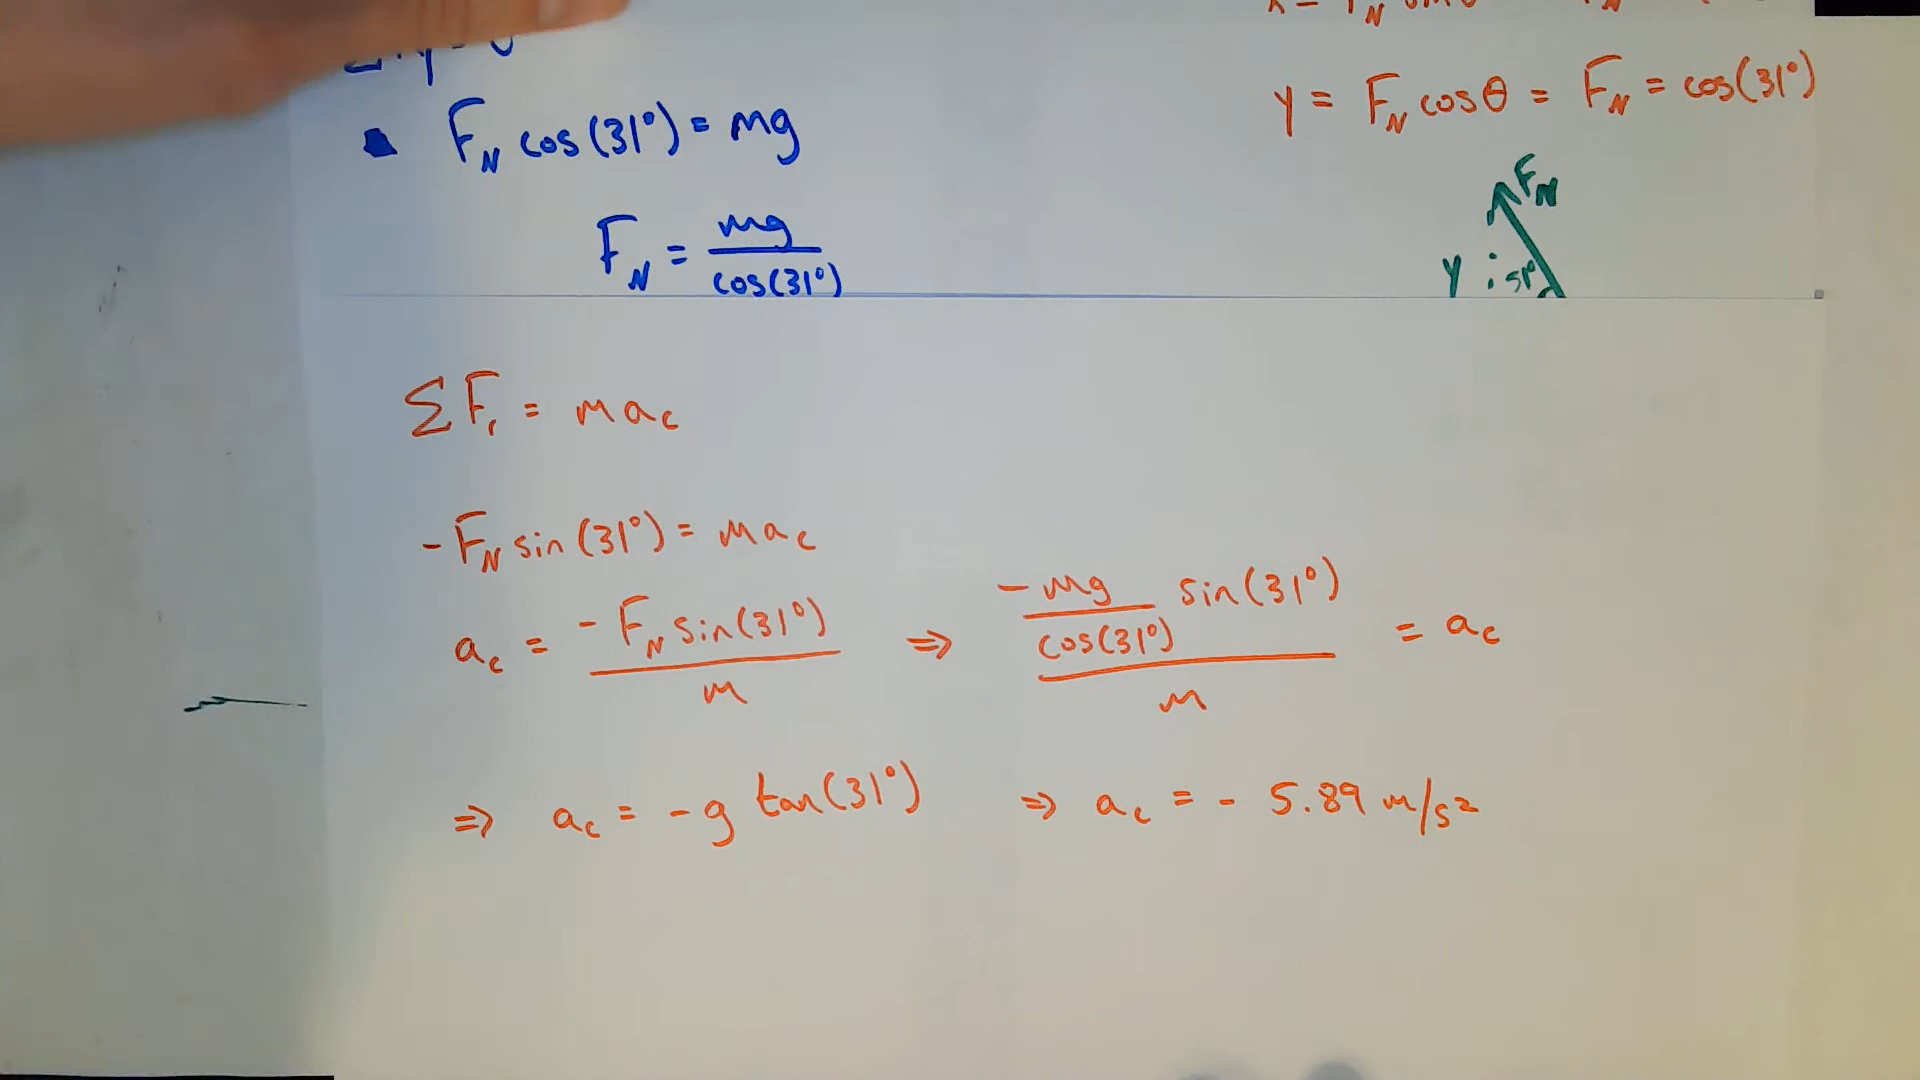 F_N cos(31°) = mg
y = F_N cosθ = F_N = cos(31°)
F_N = mg / cos(31°)
F_N
y
ΣF_r = ma_c
-F_N sin(31°) = ma_c
a_c = -F_N sin(31°) / m ⇒ -mg / cos(31°) sin(31°) / m = a_c
⇒ a_c = -g tan(31°) ⇒ a_c = - 5.89 m/s²